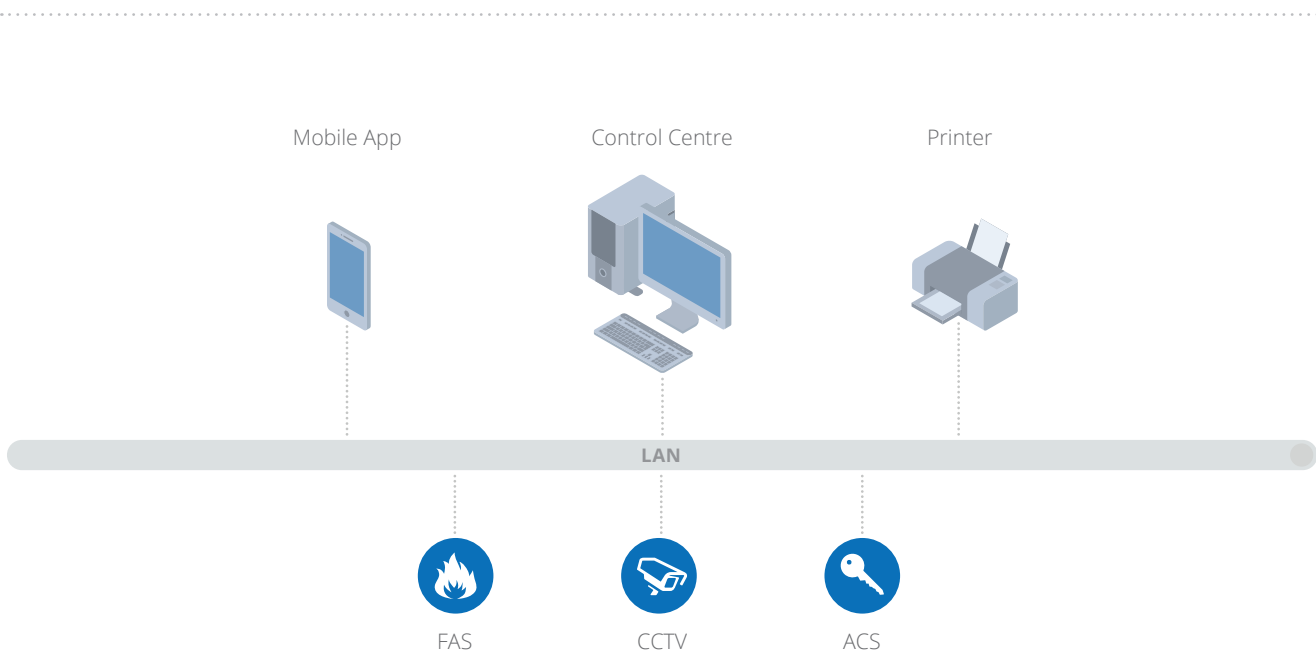 Mobile App
Control Centre
Printer
LAN
FAS
CCTV
ACS